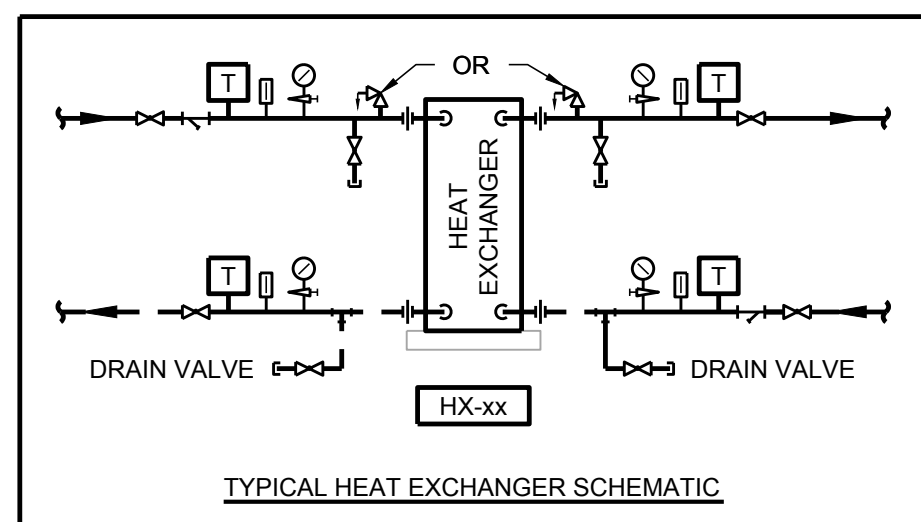 T
OR
T
HEAT
EXCHANGER
T
T
DRAIN VALVE
DRAIN VALVE
HX-xx
TYPICAL HEAT EXCHANGER SCHEMATIC